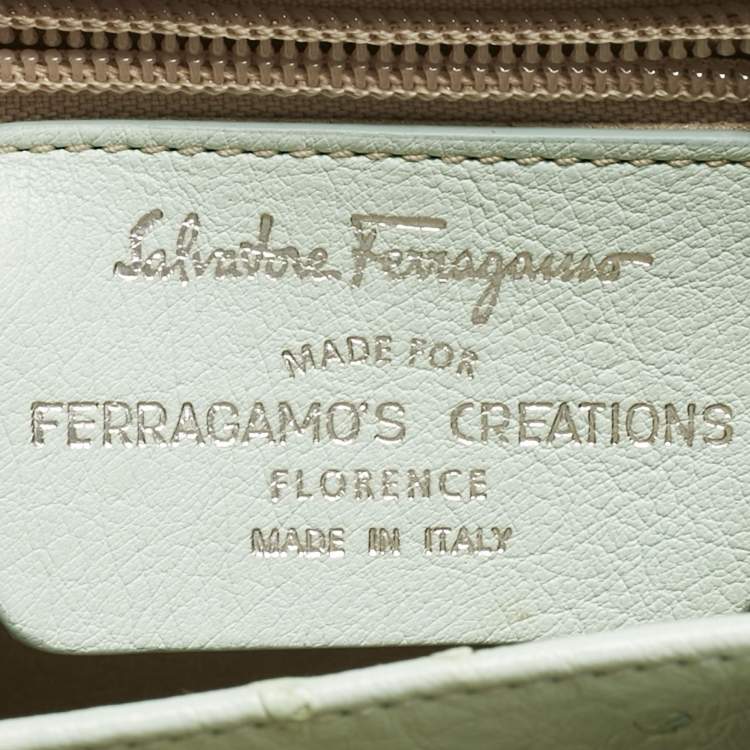 Salvatore Ferragamo
MADE FOR
FERRAGAMO'S CREATIONS
FLORENCE
MADE IN ITALY